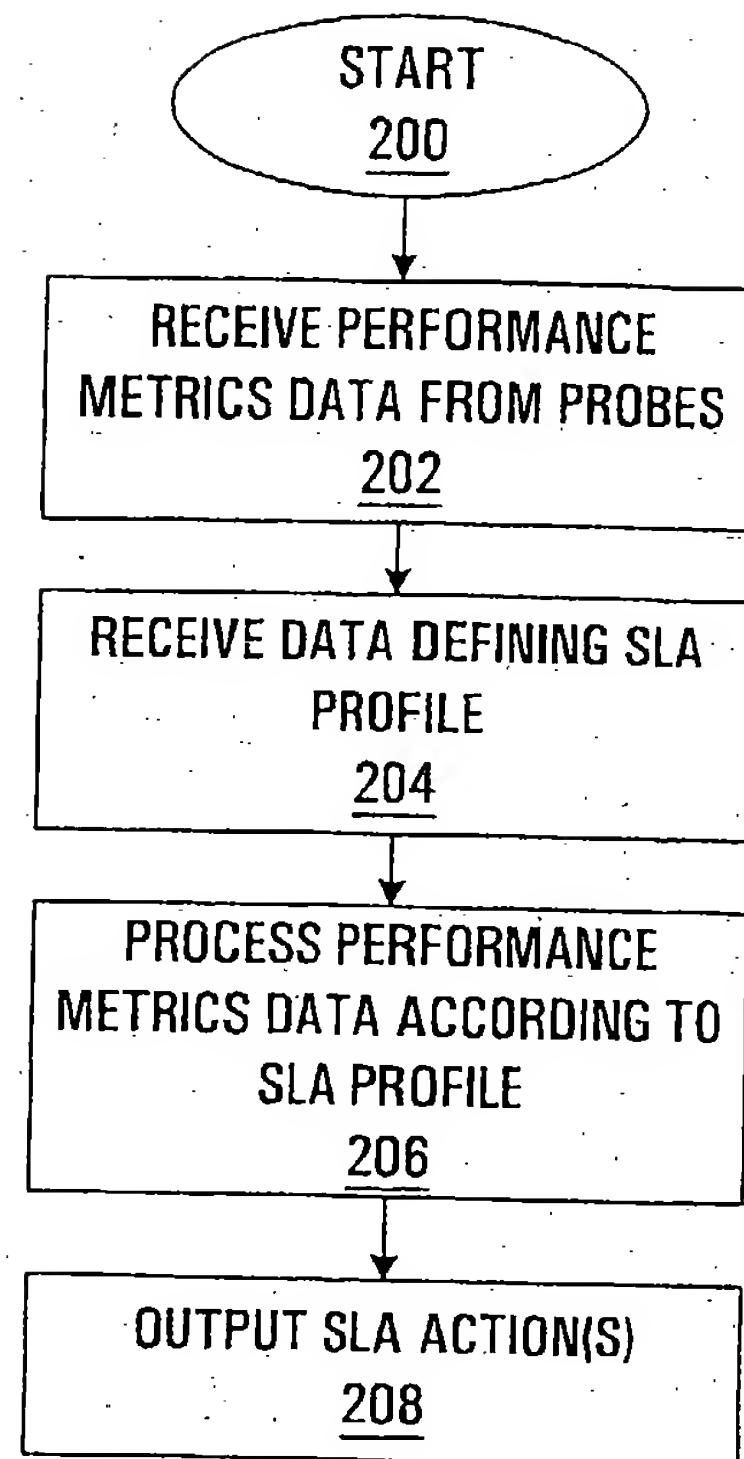 START
200
RECEIVE PERFORMANCE
METRICS DATA FROM PROBES
202
RECEIVE DATA DEFINING SLA
PROFILE
204
PROCESS PERFORMANCE
METRICS DATA ACCORDING TO
SLA PROFILE
206
OUTPUT SLA ACTION(S)
208